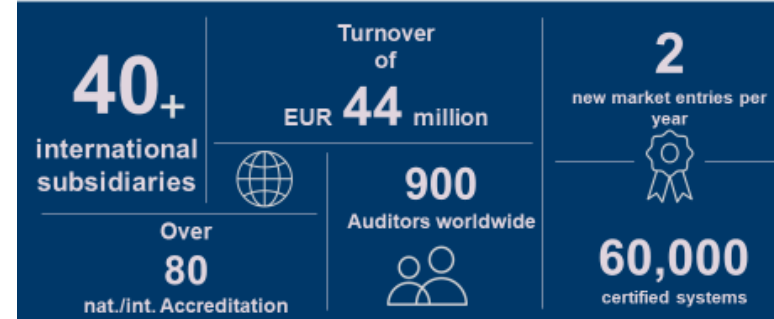 40+
international
subsidiaries
Turnover
of
EUR 44 million
2
new market entries per
year
Over
80
nat./int. Accreditation
900
Auditors worldwide
60,000
certified systems